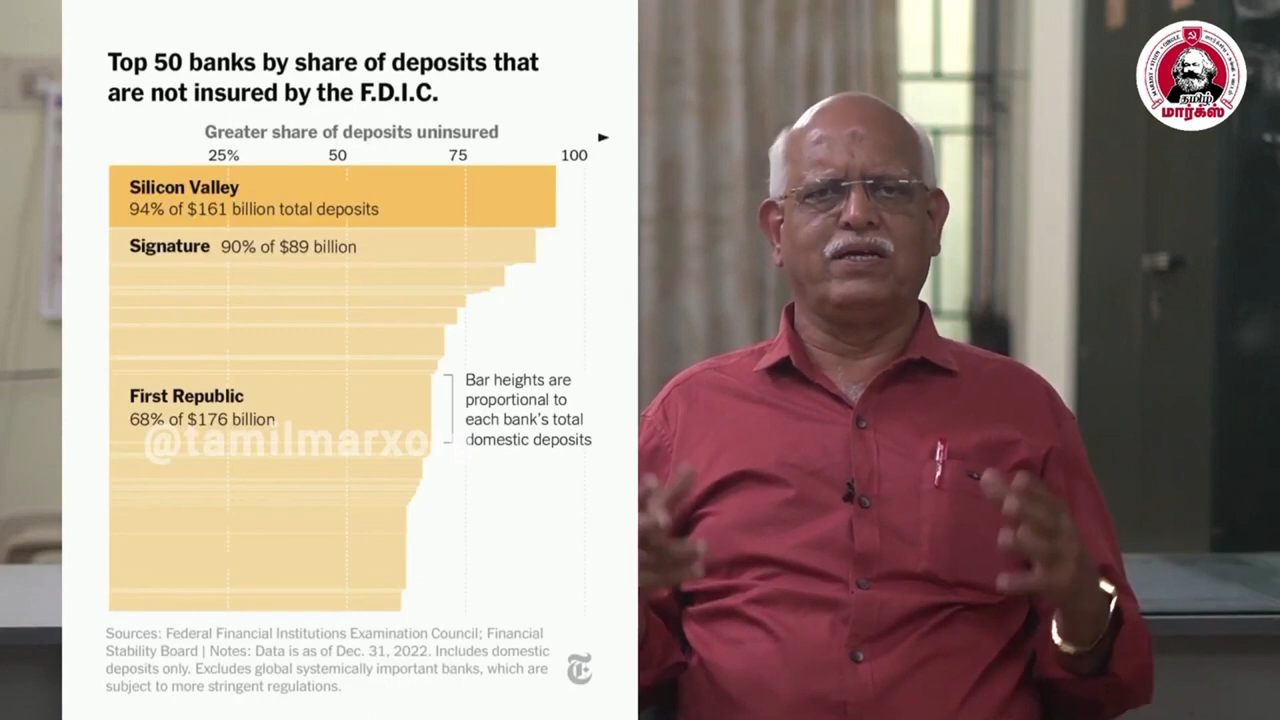 Top 50 banks by share of deposits that
are not insured by the F.D.I.C.
Greater share of deposits uninsured
25% 50 75 100
Silicon Valley
94% of $161 billion total deposits
Signature 90% of $89 billion
First Republic
68% of $176 billion
Bar heights are
proportional to
each bank's total
domestic deposits
@tamilmarxorg
Sources: Federal Financial Institutions Examination Council; Financial
Stability Board | Notes: Data is as of Dec. 31, 2022. Includes domestic
deposits only. Excludes global systemically important banks, which are
subject to more stringent regulations.
தமிழ்
மார்க்ஸ்